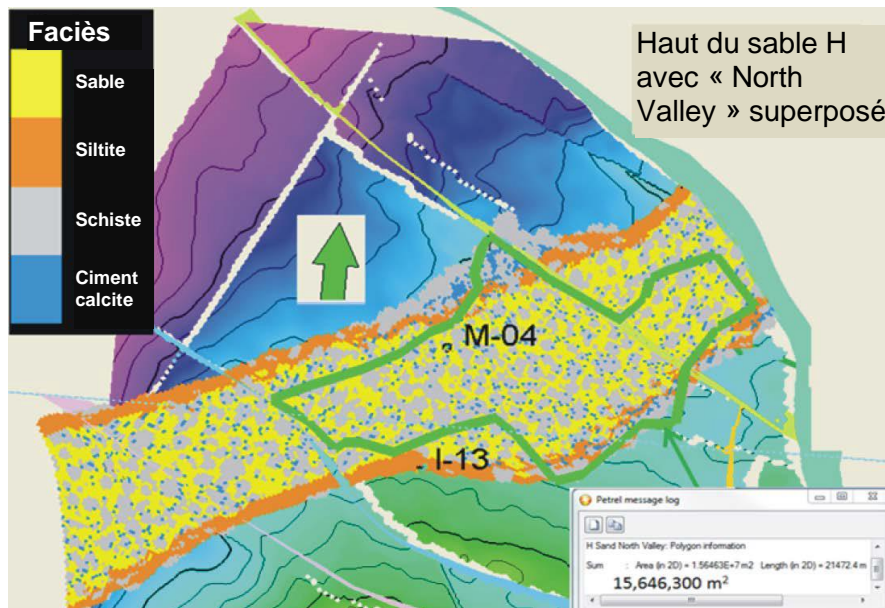 Faciès
Sable
Siltite
Schiste
Ciment
calcite
Haut du sable H
avec « North
Valley » superposé
M-04
I-13
Petrel message log
H Sand North Valley: Polygon information
Sum : Area (in 2D) = 1.56463E+7 m2 Length (in 2D) = 21472.4 m
15,646,300 m²